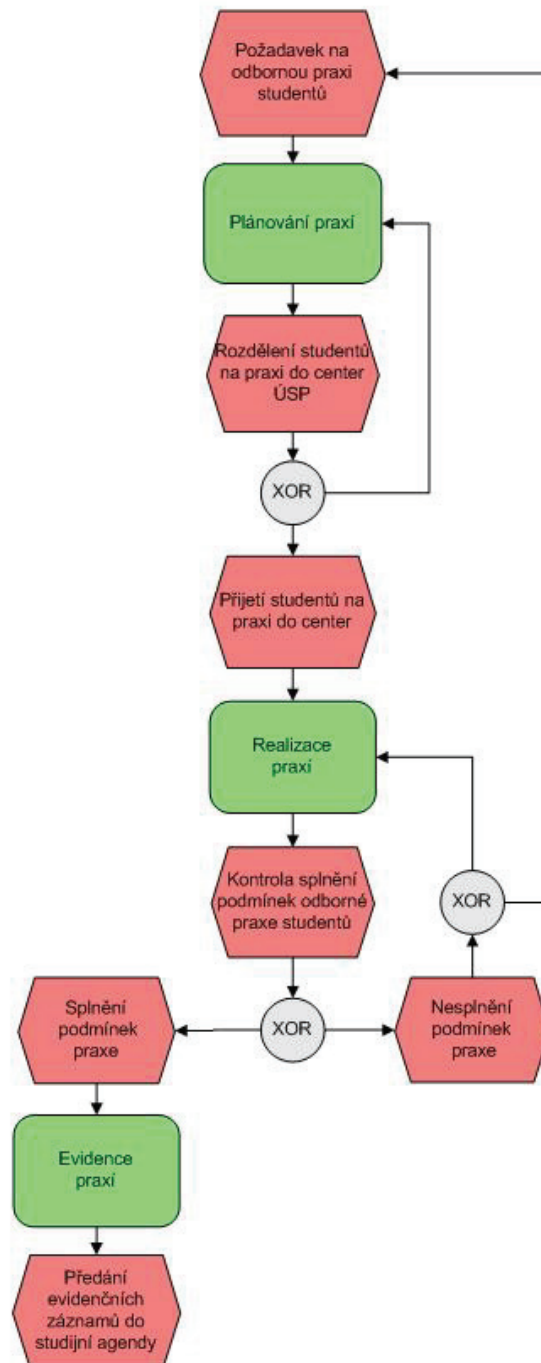 Požadavek na
odbornou praxi
studentů
Plánování praxí
Rozdělení studentů
na praxi do center
ÚSP
XOR
Přijetí studentů na
praxi do center
Realizace
praxí
Kontrola splnění
podmínek odborné
praxe studentů
XOR
Splnění
podmínek
praxe
XOR
Nesplnění
podmínek
praxe
Evidence
praxí
Předání
evidenčních
záznamů do
studijní agendy